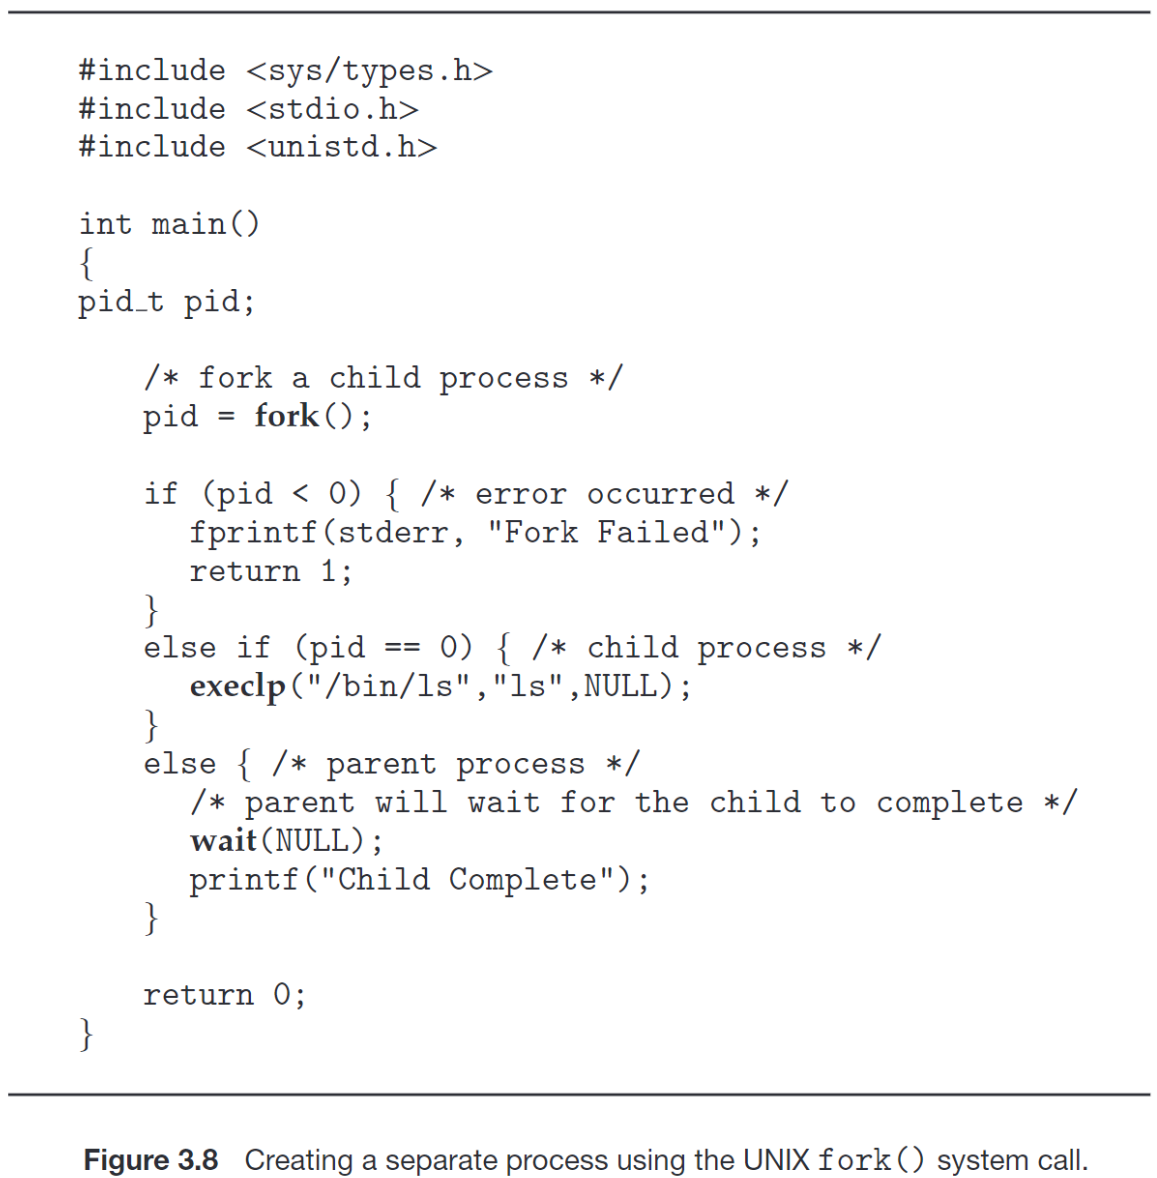 #include <sys/types.h>
#include <stdio.h>
#include <unistd.h>

int main()
{
pid_t pid;

    /* fork a child process */
    pid = fork();

    if (pid < 0) { /* error occurred */
       fprintf(stderr, "Fork Failed");
       return 1;
    }
    else if (pid == 0) { /* child process */
       execlp("/bin/ls","ls",NULL);
    }
    else { /* parent process */
       /* parent will wait for the child to complete */
       wait(NULL);
       printf("Child Complete");
    }

    return 0;
}
Figure 3.8 Creating a separate process using the UNIX fork() system call.